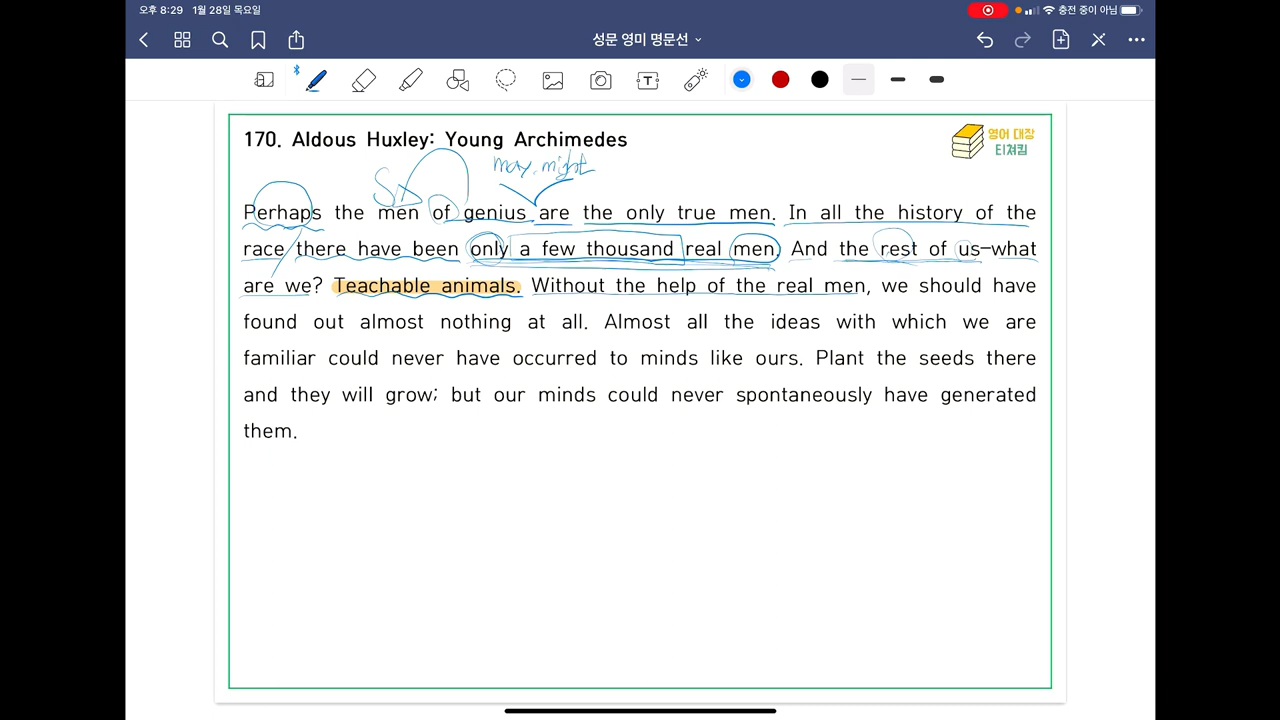 오후 8:29 1월 28일 목요일
충전 중이 아님
성문 영미 명문선
170. Aldous Huxley: Young Archimedes
영어 대장
티쳐킴
may. might
Perhaps the men of genius are the only true men. In all the history of the
race there have been only a few thousand real men. And the rest of us—what
are we? Teachable animals. Without the help of the real men, we should have
found out almost nothing at all. Almost all the ideas with which we are
familiar could never have occurred to minds like ours. Plant the seeds there
and they will grow; but our minds could never spontaneously have generated
them.